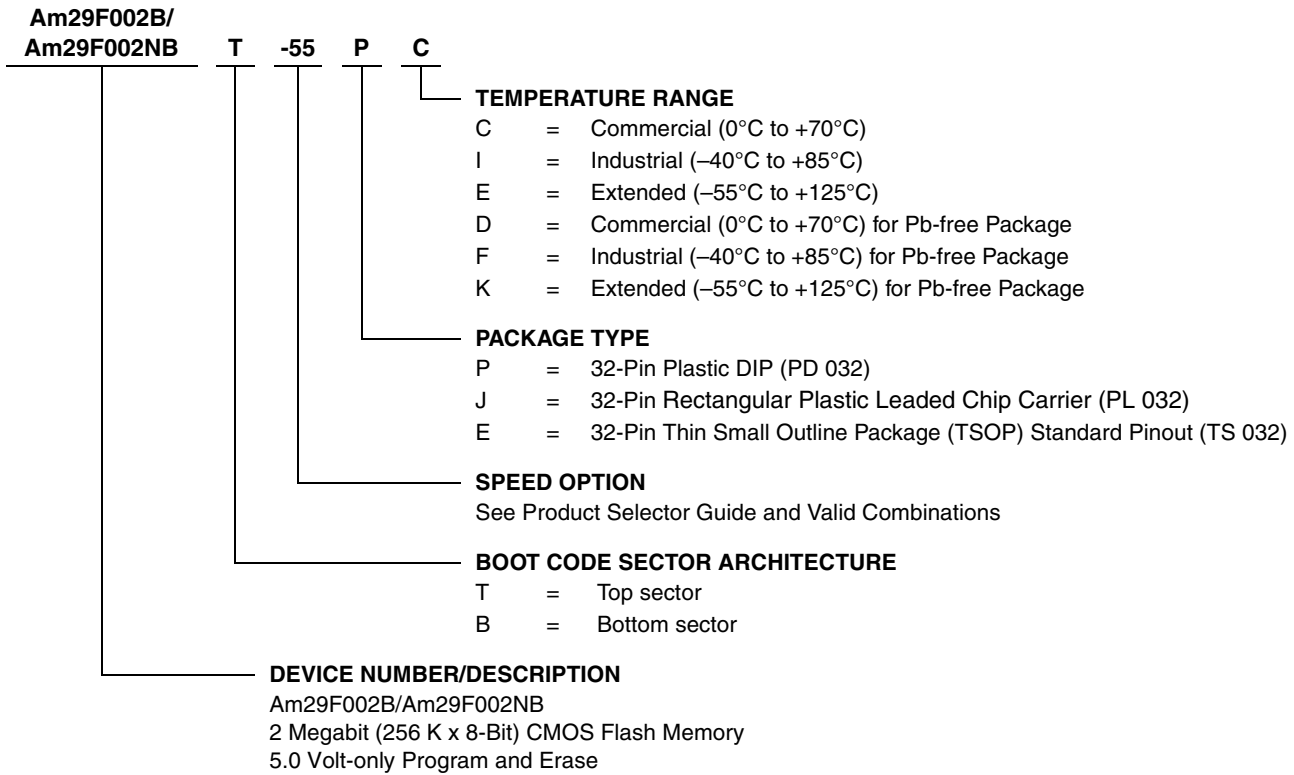 Am29F002B/
Am29F002NB T -55 P C
TEMPERATURE RANGE
C = Commercial (0°C to +70°C)
I = Industrial (–40°C to +85°C)
E = Extended (–55°C to +125°C)
D = Commercial (0°C to +70°C) for Pb-free Package
F = Industrial (–40°C to +85°C) for Pb-free Package
K = Extended (–55°C to +125°C) for Pb-free Package
PACKAGE TYPE
P = 32-Pin Plastic DIP (PD 032)
J = 32-Pin Rectangular Plastic Leaded Chip Carrier (PL 032)
E = 32-Pin Thin Small Outline Package (TSOP) Standard Pinout (TS 032)
SPEED OPTION
See Product Selector Guide and Valid Combinations
BOOT CODE SECTOR ARCHITECTURE
T = Top sector
B = Bottom sector
DEVICE NUMBER/DESCRIPTION
Am29F002B/Am29F002NB
2 Megabit (256 K x 8-Bit) CMOS Flash Memory
5.0 Volt-only Program and Erase